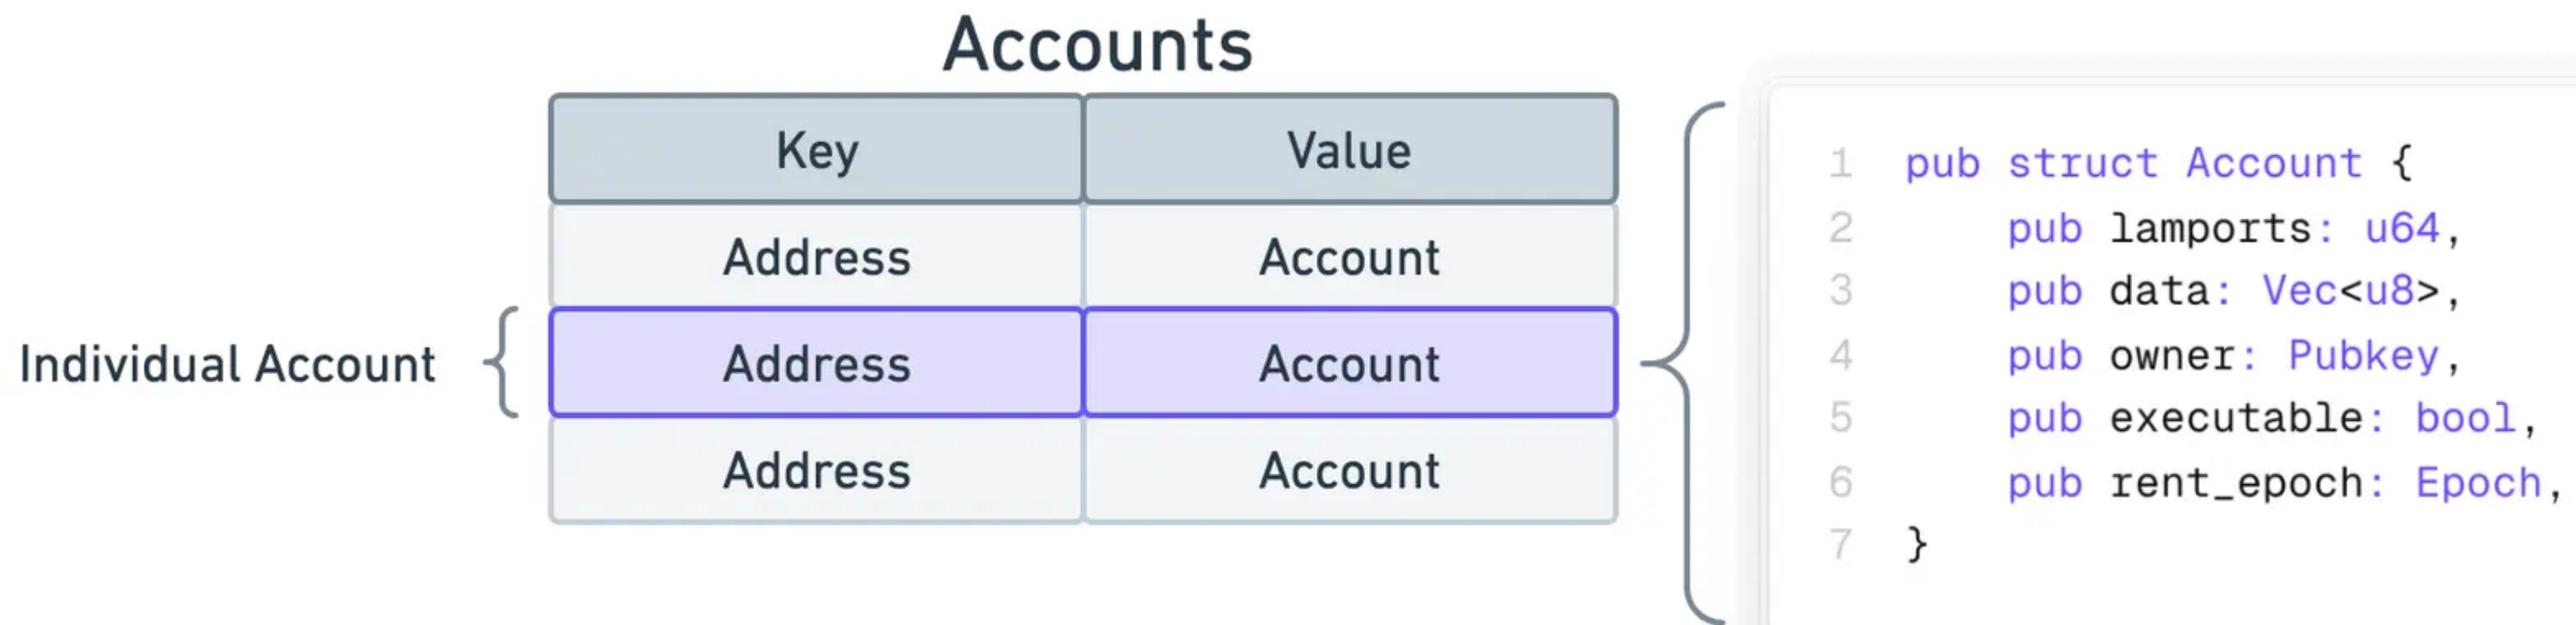 Accounts
Key Value
Address Account
Individual Account Address Account
Address Account
1 pub struct Account {
2 pub lamports: u64,
3 pub data: Vec<u8>,
4 pub owner: Pubkey,
5 pub executable: bool,
6 pub rent_epoch: Epoch,
7 }